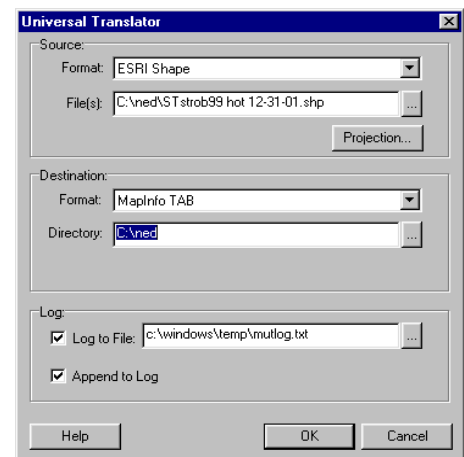 Universal Translator
Source:
Format: ESRI Shape
File(s): C:\ned\STstrob99 hot 12-31-01.shp ...
Projection...
Destination:
Format: MapInfo TAB
Directory: C:\ned ...
Log:
Log to File: c:\windows\temp\mutlog.txt ...
Append to Log
Help OK Cancel